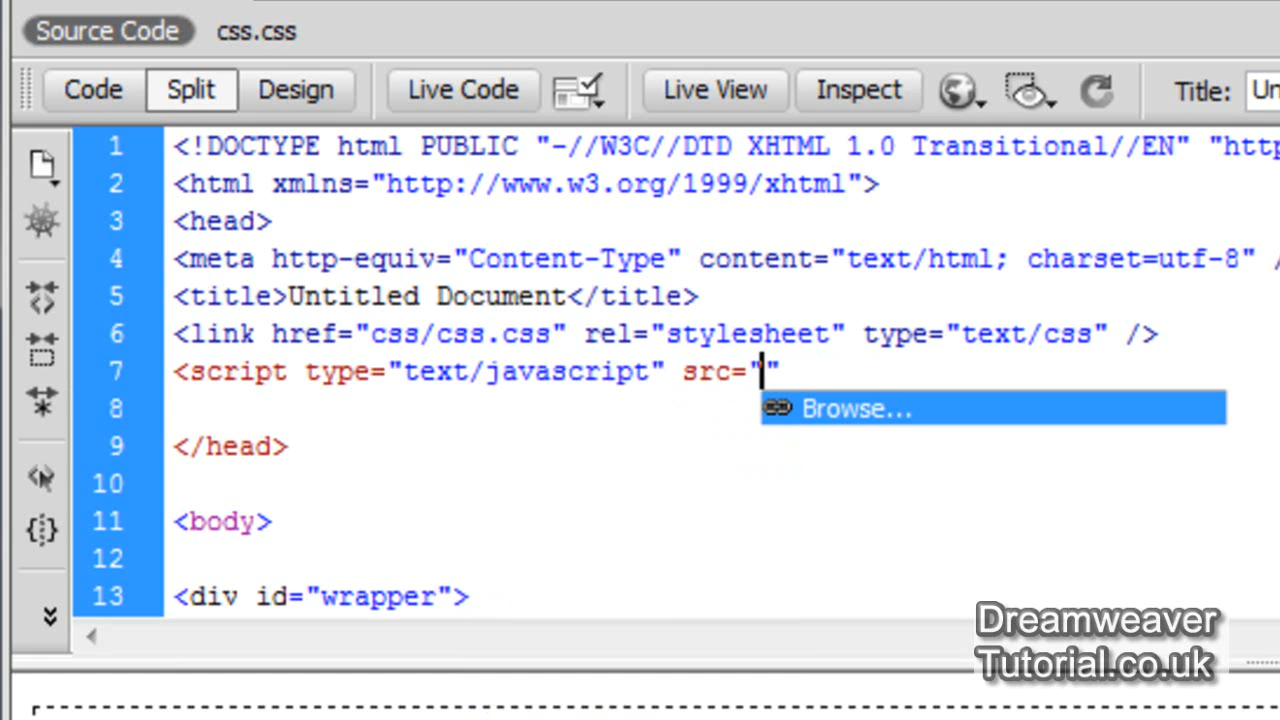 Source Code css.css
Code Split Design Live Code Live View Inspect Title:
1 <!DOCTYPE html PUBLIC "-//W3C//DTD XHTML 1.0 Transitional//EN" "http
2 <html xmlns="http://www.w3.org/1999/xhtml">
3 <head>
4 <meta http-equiv="Content-Type" content="text/html; charset=utf-8" /
5 <title>Untitled Document</title>
6 <link href="css/css.css" rel="stylesheet" type="text/css" />
7 <script type="text/javascript" src=""
8 Browse...
9 </head>
10
11 <body>
12
13 <div id="wrapper">
Dreamweaver
Tutorial.co.uk